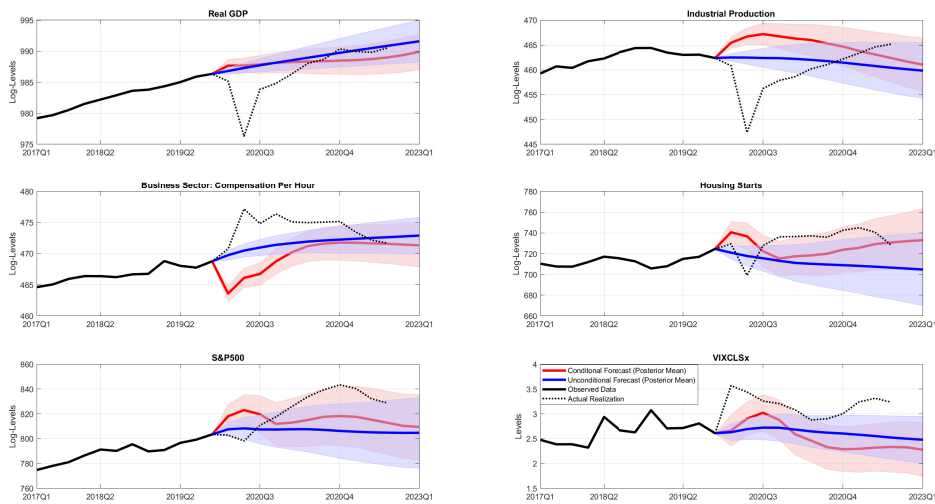 Real GDP
Log-Levels
995
990
985
980
975
2017Q1 2018Q2 2019Q2 2020Q3 2020Q4 2023Q1
Industrial Production
Log-Levels
465
460
455
450
445
2017Q1 2018Q2 2019Q2 2020Q3 2020Q4 2023Q1
Business Sector: Compensation Per Hour
Log-Levels
480
475
470
465
460
2017Q1 2018Q2 2019Q2 2020Q3 2020Q4 2023Q1
Housing Starts
Log-Levels
780
760
740
720
700
680
660
2017Q1 2018Q2 2019Q2 2020Q3 2020Q4 2023Q1
S&P500
Log-Levels
860
840
820
800
780
760
2017Q1 2018Q2 2019Q2 2020Q3 2020Q4 2023Q1
VIXCLSx
Levels
4
3.5
3
2.5
2
1.5
Conditonal Forecast (Posterior Mean)
Unconditional Forecast (Posterior Mean)
Observed Data
Actual Realization
2017Q1 2018Q2 2019Q2 2020Q3 2020Q4 2023Q1